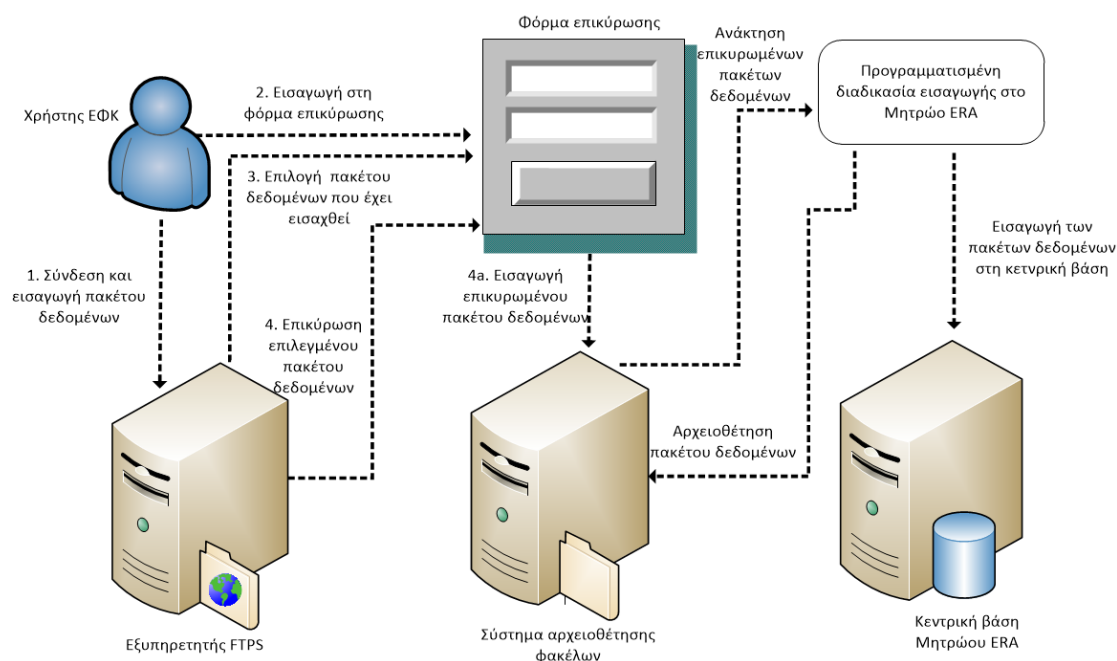 Φόρμα επικύρωσης
Χρήστης ΕΦΚ
2. Εισαγωγή στη
φόρμα επικύρωσης
3. Επιλογή πακέτου
δεδομένων που έχει
εισαχθεί
Ανάκτηση
επικυρωμένων
πακέτων
δεδομένων
Προγραμματισμένη
διαδικασία εισαγωγής στο
Μητρώο ERA
1. Σύνδεση και
εισαγωγή πακέτου
δεδομένων
4. Επικύρωση
επιλεγμένου
πακέτου
δεδομένων
4a. Εισαγωγή
επικυρωμένου
πακέτου δεδομένων
Εισαγωγή των
πακέτων δεδομένων
στη κετνρική βάση
Αρχειοθέτηση
πακέτου δεδομένων
Εξυπηρετητής FTPS
Σύστημα αρχειοθέτησης
φακέλων
Κεντρική βάση
Μητρώου ERA